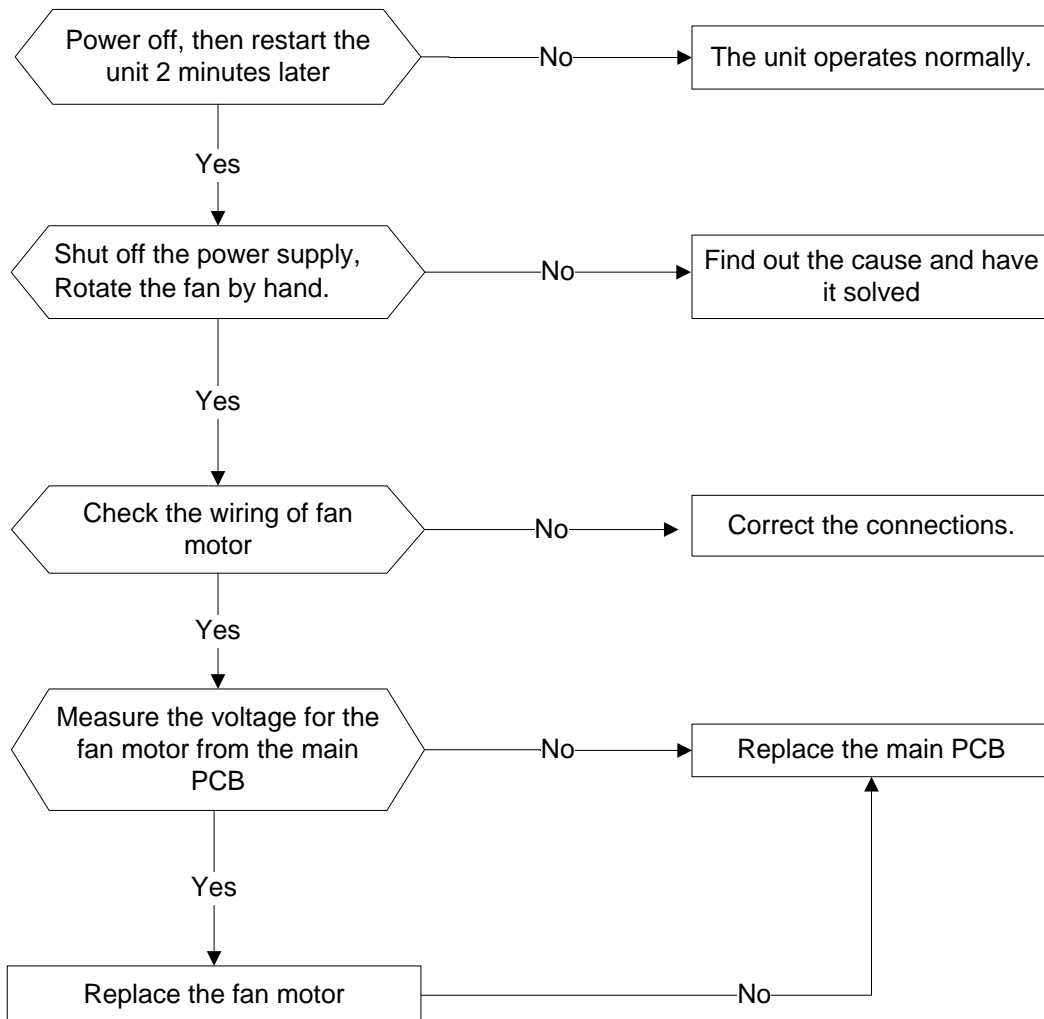 Power off, then restart the
unit 2 minutes later
No
The unit operates normally.
Yes
Shut off the power supply,
Rotate the fan by hand.
No
Find out the cause and have
it solved
Yes
Check the wiring of fan
motor
No
Correct the connections.
Yes
Measure the voltage for the
fan motor from the main
PCB
No
Replace the main PCB
Yes
Replace the fan motor
No